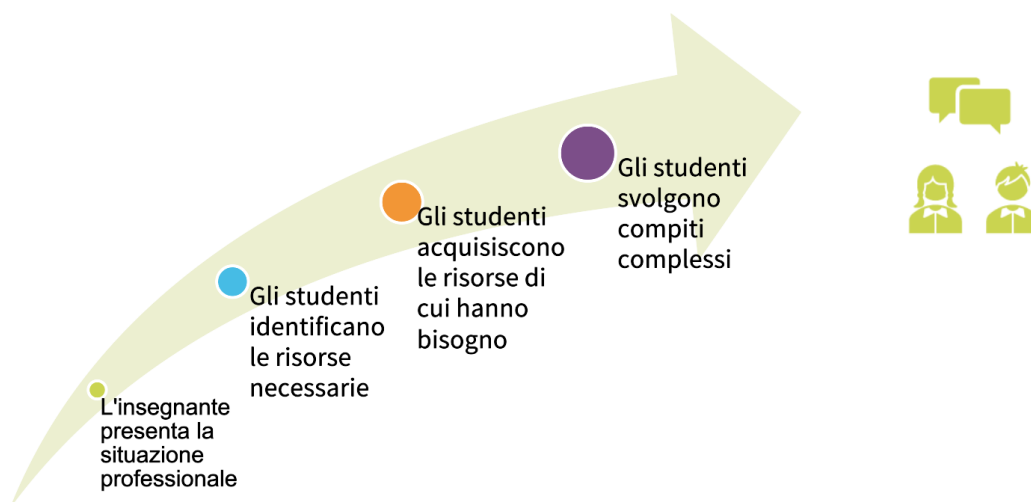 L'insegnante
presenta la
situazione
professionale
Gli studenti
identificano
le risorse
necessarie
Gli studenti
acquisiscono
le risorse di
cui hanno
bisogno
Gli studenti
svolgono
compiti
complessi